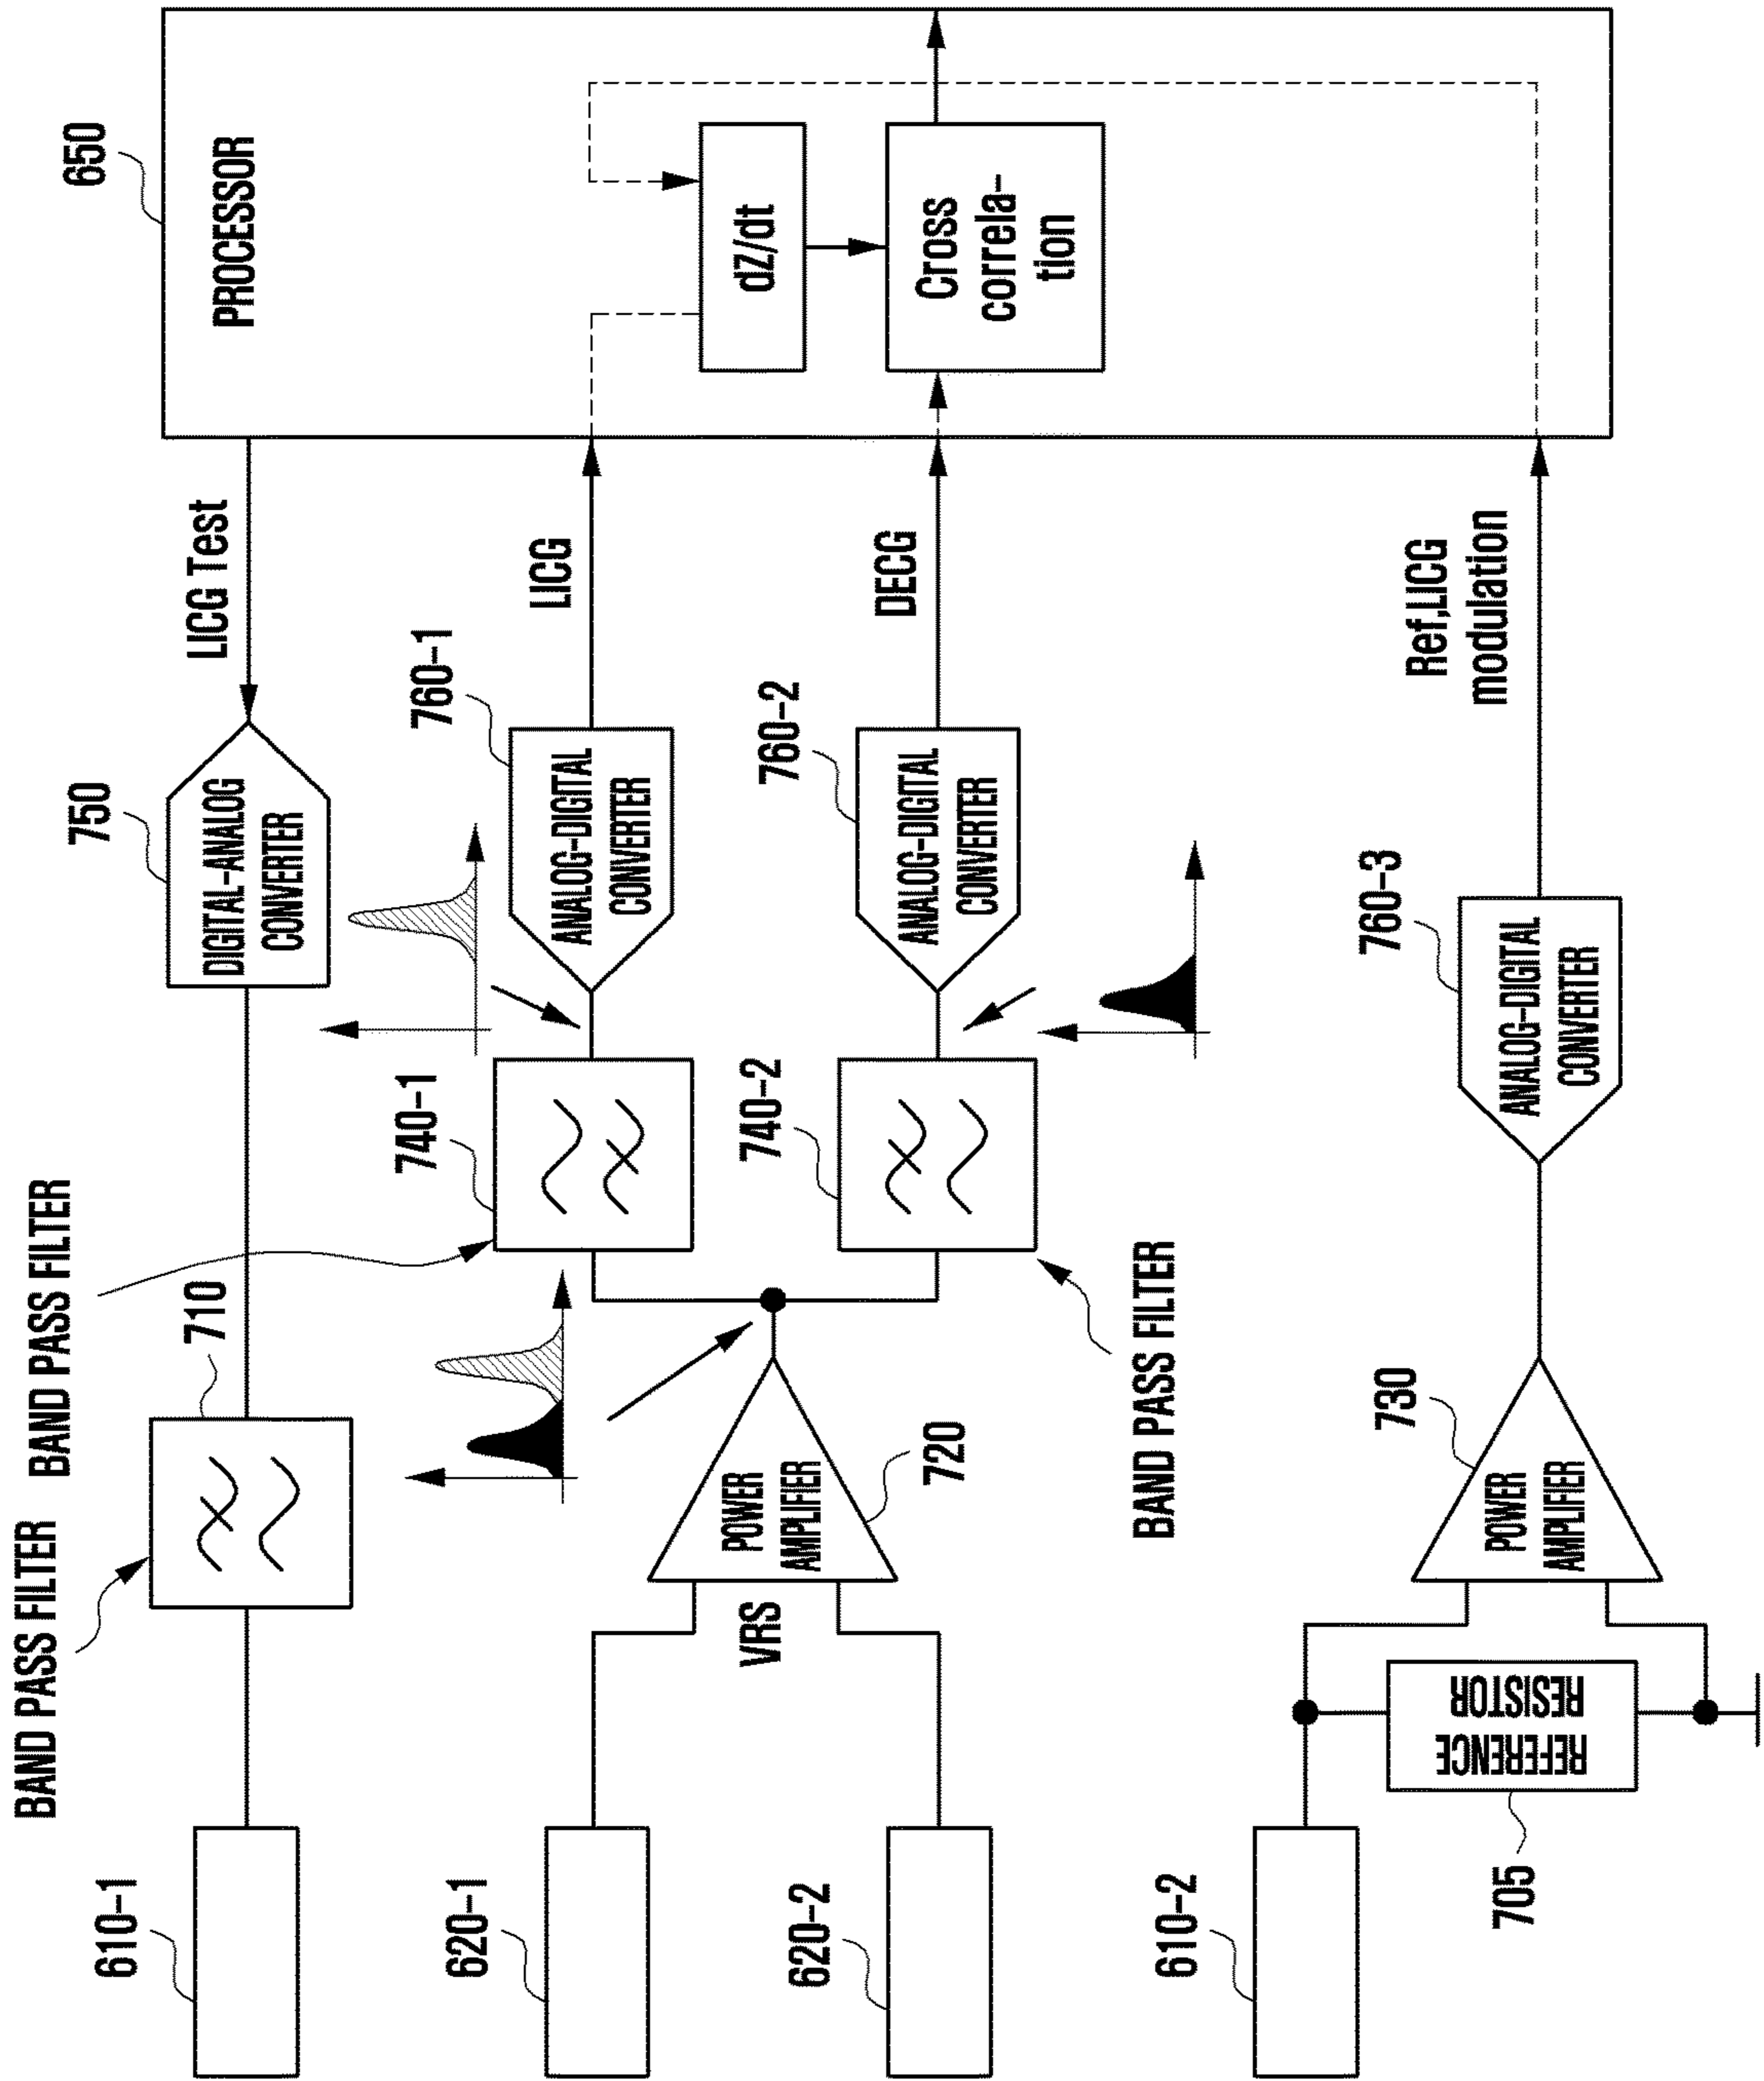 650
PROCESSOR
dZ/dt
Cross
correla-
tion
LICG Test
LICG
DECG
Ref,LICG
modulation
750
DIGITAL-ANALOG
CONVERTER
760-1
ANALOG-DIGITAL
CONVERTER
760-2
ANALOG-DIGITAL
CONVERTER
760-3
ANALOG-DIGITAL
CONVERTER
BAND PASS FILTER
740-1
740-2
BAND PASS FILTER
710
BAND PASS FILTER
POWER
AMPLIFIER
720
VRS
730
POWER
AMPLIFIER
REFERENCE
RESISTOR
705
610-1
620-1
620-2
610-2